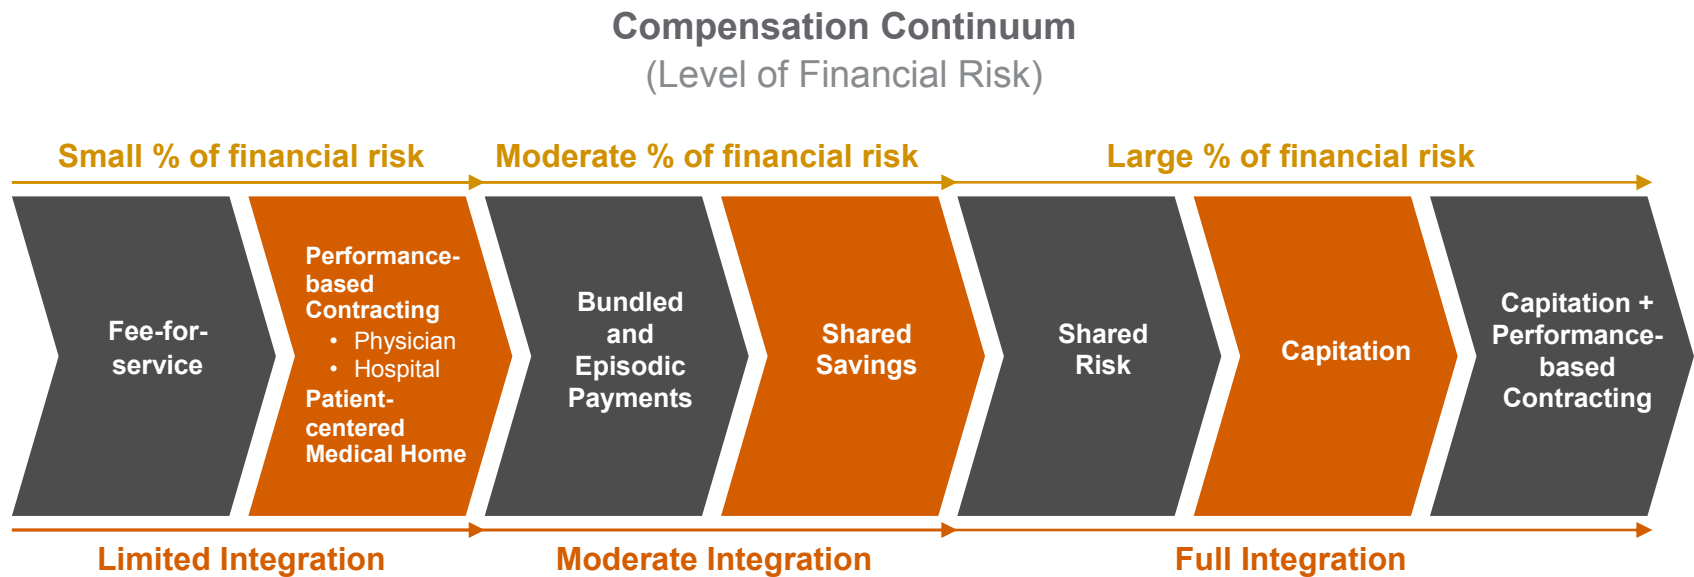 Compensation Continuum
(Level of Financial Risk)
Small % of financial risk
Moderate % of financial risk
Large % of financial risk
Fee-for-
service
Performance-
based
Contracting
• Physician
• Hospital
Patient-
centered
Medical Home
Bundled
and
Episodic
Payments
Shared
Savings
Shared
Risk
Capitation
Capitation +
Performance-
based
Contracting
Limited Integration
Moderate Integration
Full Integration